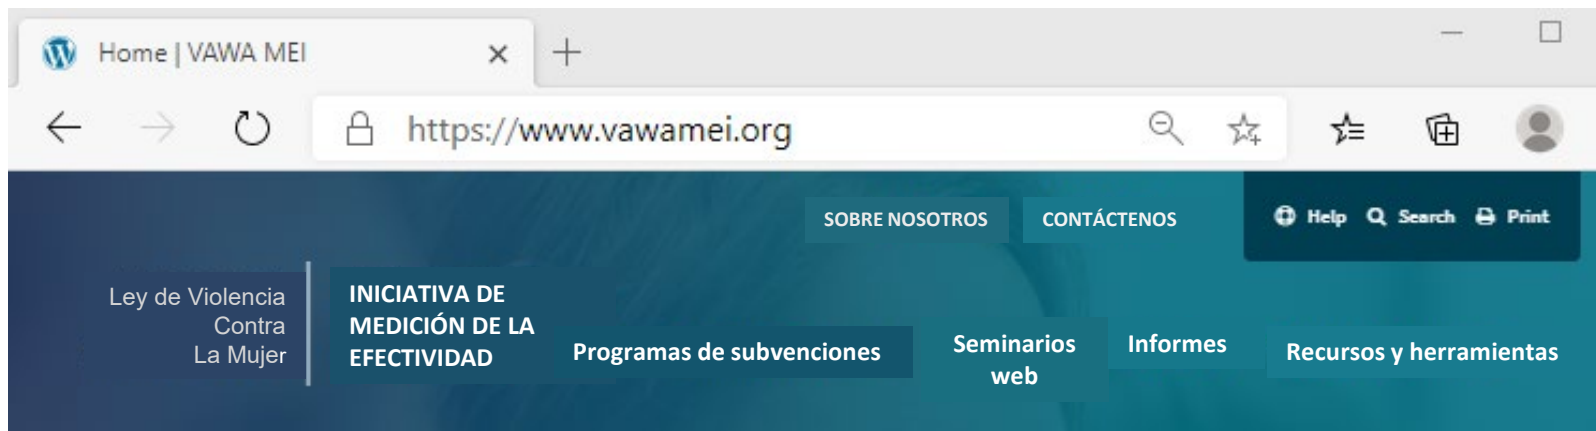 Home | VAWA MEI
https://www.vawamei.org
SOBRE NOSOTROS
CONTÁCTENOS
Help
Search
Print
Ley de Violencia
Contra
La Mujer
INICIATIVA DE
MEDICIÓN DE LA
EFECTIVIDAD
Programas de subvenciones
Seminarios
web
Informes
Recursos y herramientas